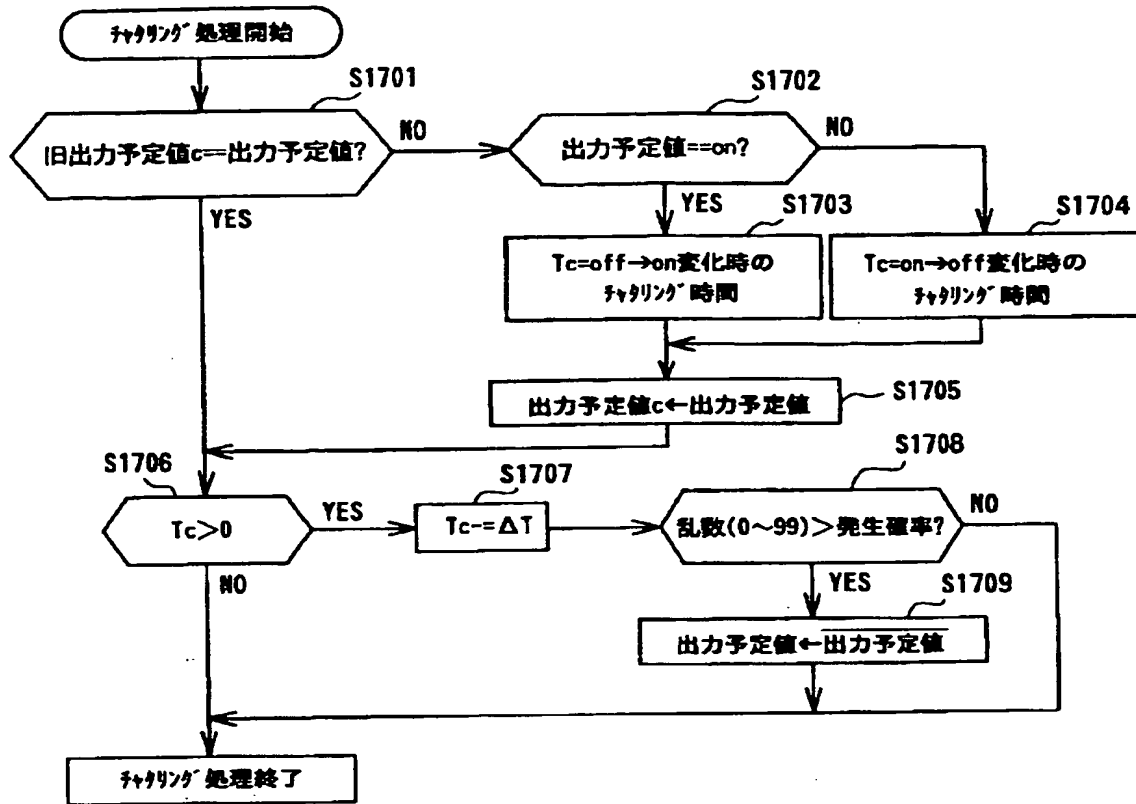 チャタリング処理開始
S1701
旧出力予定値c==出力予定値?
NO
YES
S1702
出力予定値==on?
NO
YES
S1703
Tc=off→on変化時の
チャタリング時間
S1704
Tc=on→off変化時の
チャタリング時間
S1705
出力予定値c←出力予定値
S1706
Tc>0
YES
NO
S1707
Tc-=ΔT
S1708
乱数(0~99)>発生確率?
NO
YES
S1709
出力予定値←出力予定値
チャタリング処理終了